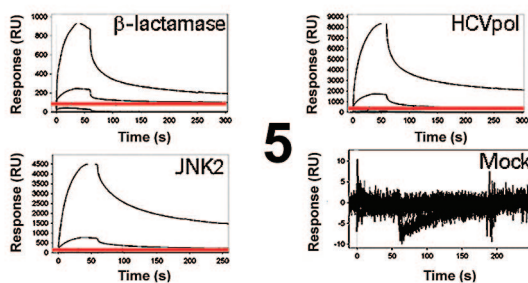 β-lactamase
Response (RU)
1000
800
600
400
200
0
0 50 100 150 200 250 300
Time (s)
HCVpol
Response (RU)
9000
8000
7000
6000
5000
4000
3000
2000
1000
0
0 50 100 150 200 250 300
Time (s)
5
JNK2
Response (RU)
4500
4000
3500
3000
2500
2000
1500
1000
500
0
0 50 100 150 200 250
Time (s)
Mock
Response (RU)
10
5
0
-5
-10
0 50 100 150 200
Time (s)